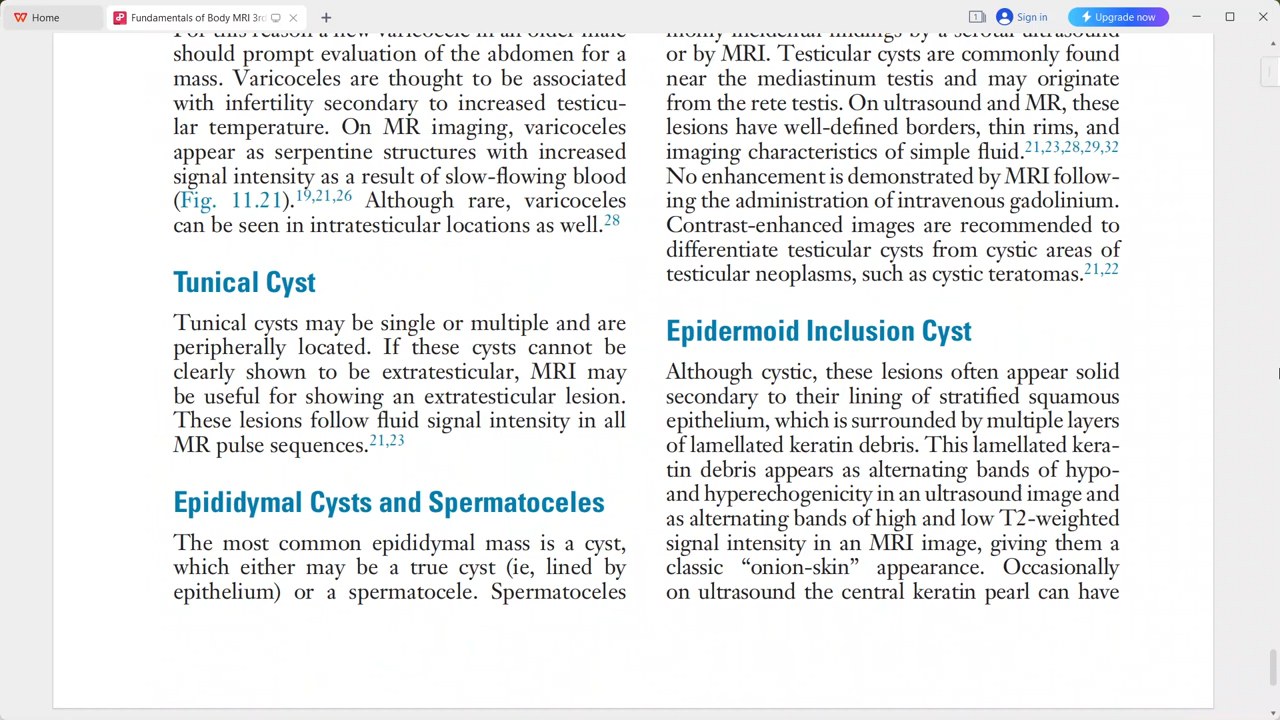 Home
Fundamentals of Body MRI 3rd
Sign in
Upgrade now
should prompt evaluation of the abdomen for a
mass. Varicoceles are thought to be associated
with infertility secondary to increased testicu-
lar temperature. On MR imaging, varicoceles
appear as serpentine structures with increased
signal intensity as a result of slow-flowing blood
(Fig. 11.21).19,21,26 Although rare, varicoceles
can be seen in intratesticular locations as well.28
Tunical Cyst
Tunical cysts may be single or multiple and are
peripherally located. If these cysts cannot be
clearly shown to be extratesticular, MRI may
be useful for showing an extratesticular lesion.
These lesions follow fluid signal intensity in all
MR pulse sequences.21,23
Epididymal Cysts and Spermatoceles
The most common epididymal mass is a cyst,
which either may be a true cyst (ie, lined by
epithelium) or a spermatocele. Spermatoceles
or by MRI. Testicular cysts are commonly found
near the mediastinum testis and may originate
from the rete testis. On ultrasound and MR, these
lesions have well-defined borders, thin rims, and
imaging characteristics of simple fluid.21,23,28,29,32
No enhancement is demonstrated by MRI follow-
ing the administration of intravenous gadolinium.
Contrast-enhanced images are recommended to
differentiate testicular cysts from cystic areas of
testicular neoplasms, such as cystic teratomas.21,22
Epidermoid Inclusion Cyst
Although cystic, these lesions often appear solid
secondary to their lining of stratified squamous
epithelium, which is surrounded by multiple layers
of lamellated keratin debris. This lamellated kera-
tin debris appears as alternating bands of hypo-
and hyperechogenicity in an ultrasound image and
as alternating bands of high and low T2-weighted
signal intensity in an MRI image, giving them a
classic “onion-skin” appearance. Occasionally
on ultrasound the central keratin pearl can have